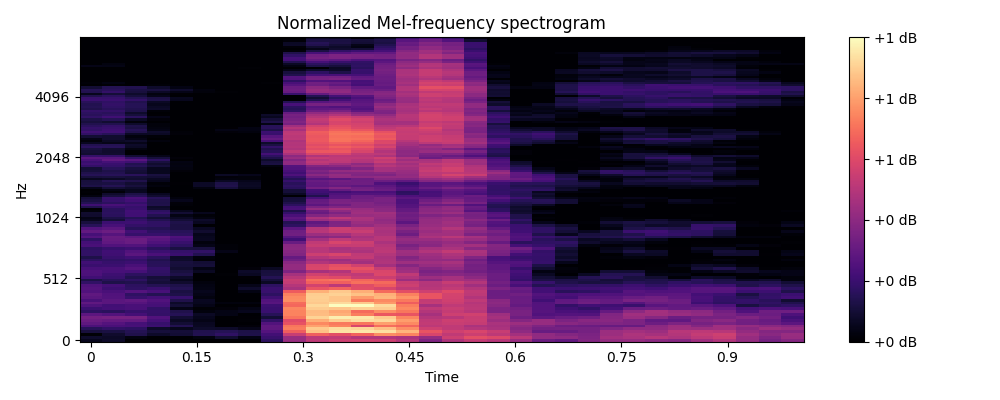 Normalized Mel-frequency spectrogram
Hz
4096
2048
1024
512
0
0 0.15 0.3 0.45 0.6 0.75 0.9
Time
+1 dB
+1 dB
+1 dB
+0 dB
+0 dB
+0 dB